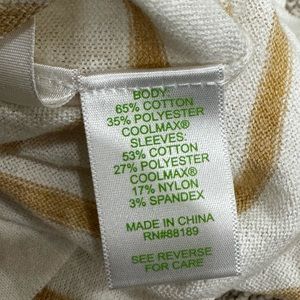 BODY:
65% COTTON
35% POLYESTER
COOLMAX®
SLEEVES:
53% COTTON
27% POLYESTER
COOLMAX®
17% NYLON
3% SPANDEX
MADE IN CHINA
RN#88189
SEE REVERSE
FOR CARE